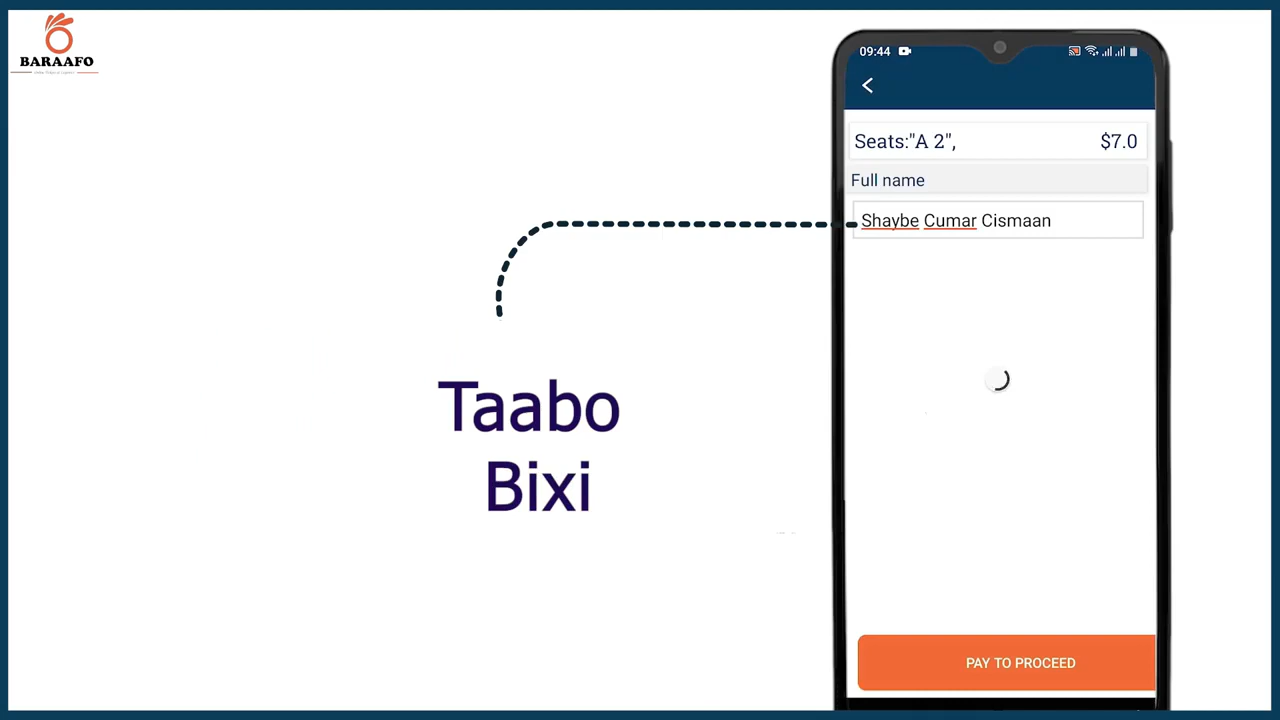 BARAAFO
09:44
Seats:"A 2", $7.0
Full name
Shaybe Cumar Cismaan
Taabo
Bixi
PAY TO PROCEED